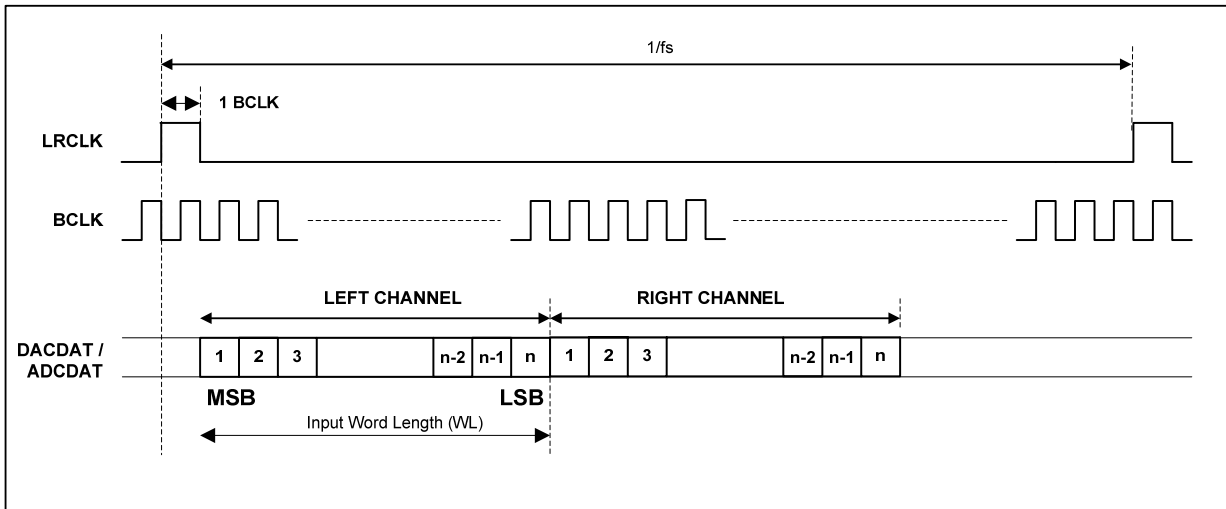 1/fs
1 BCLK
LRCLK
BCLK
LEFT CHANNEL
RIGHT CHANNEL
DACDAT /
ADCDAT
1 2 3 n-2 n-1 n 1 2 3 n-2 n-1 n
MSB LSB
Input Word Length (WL)